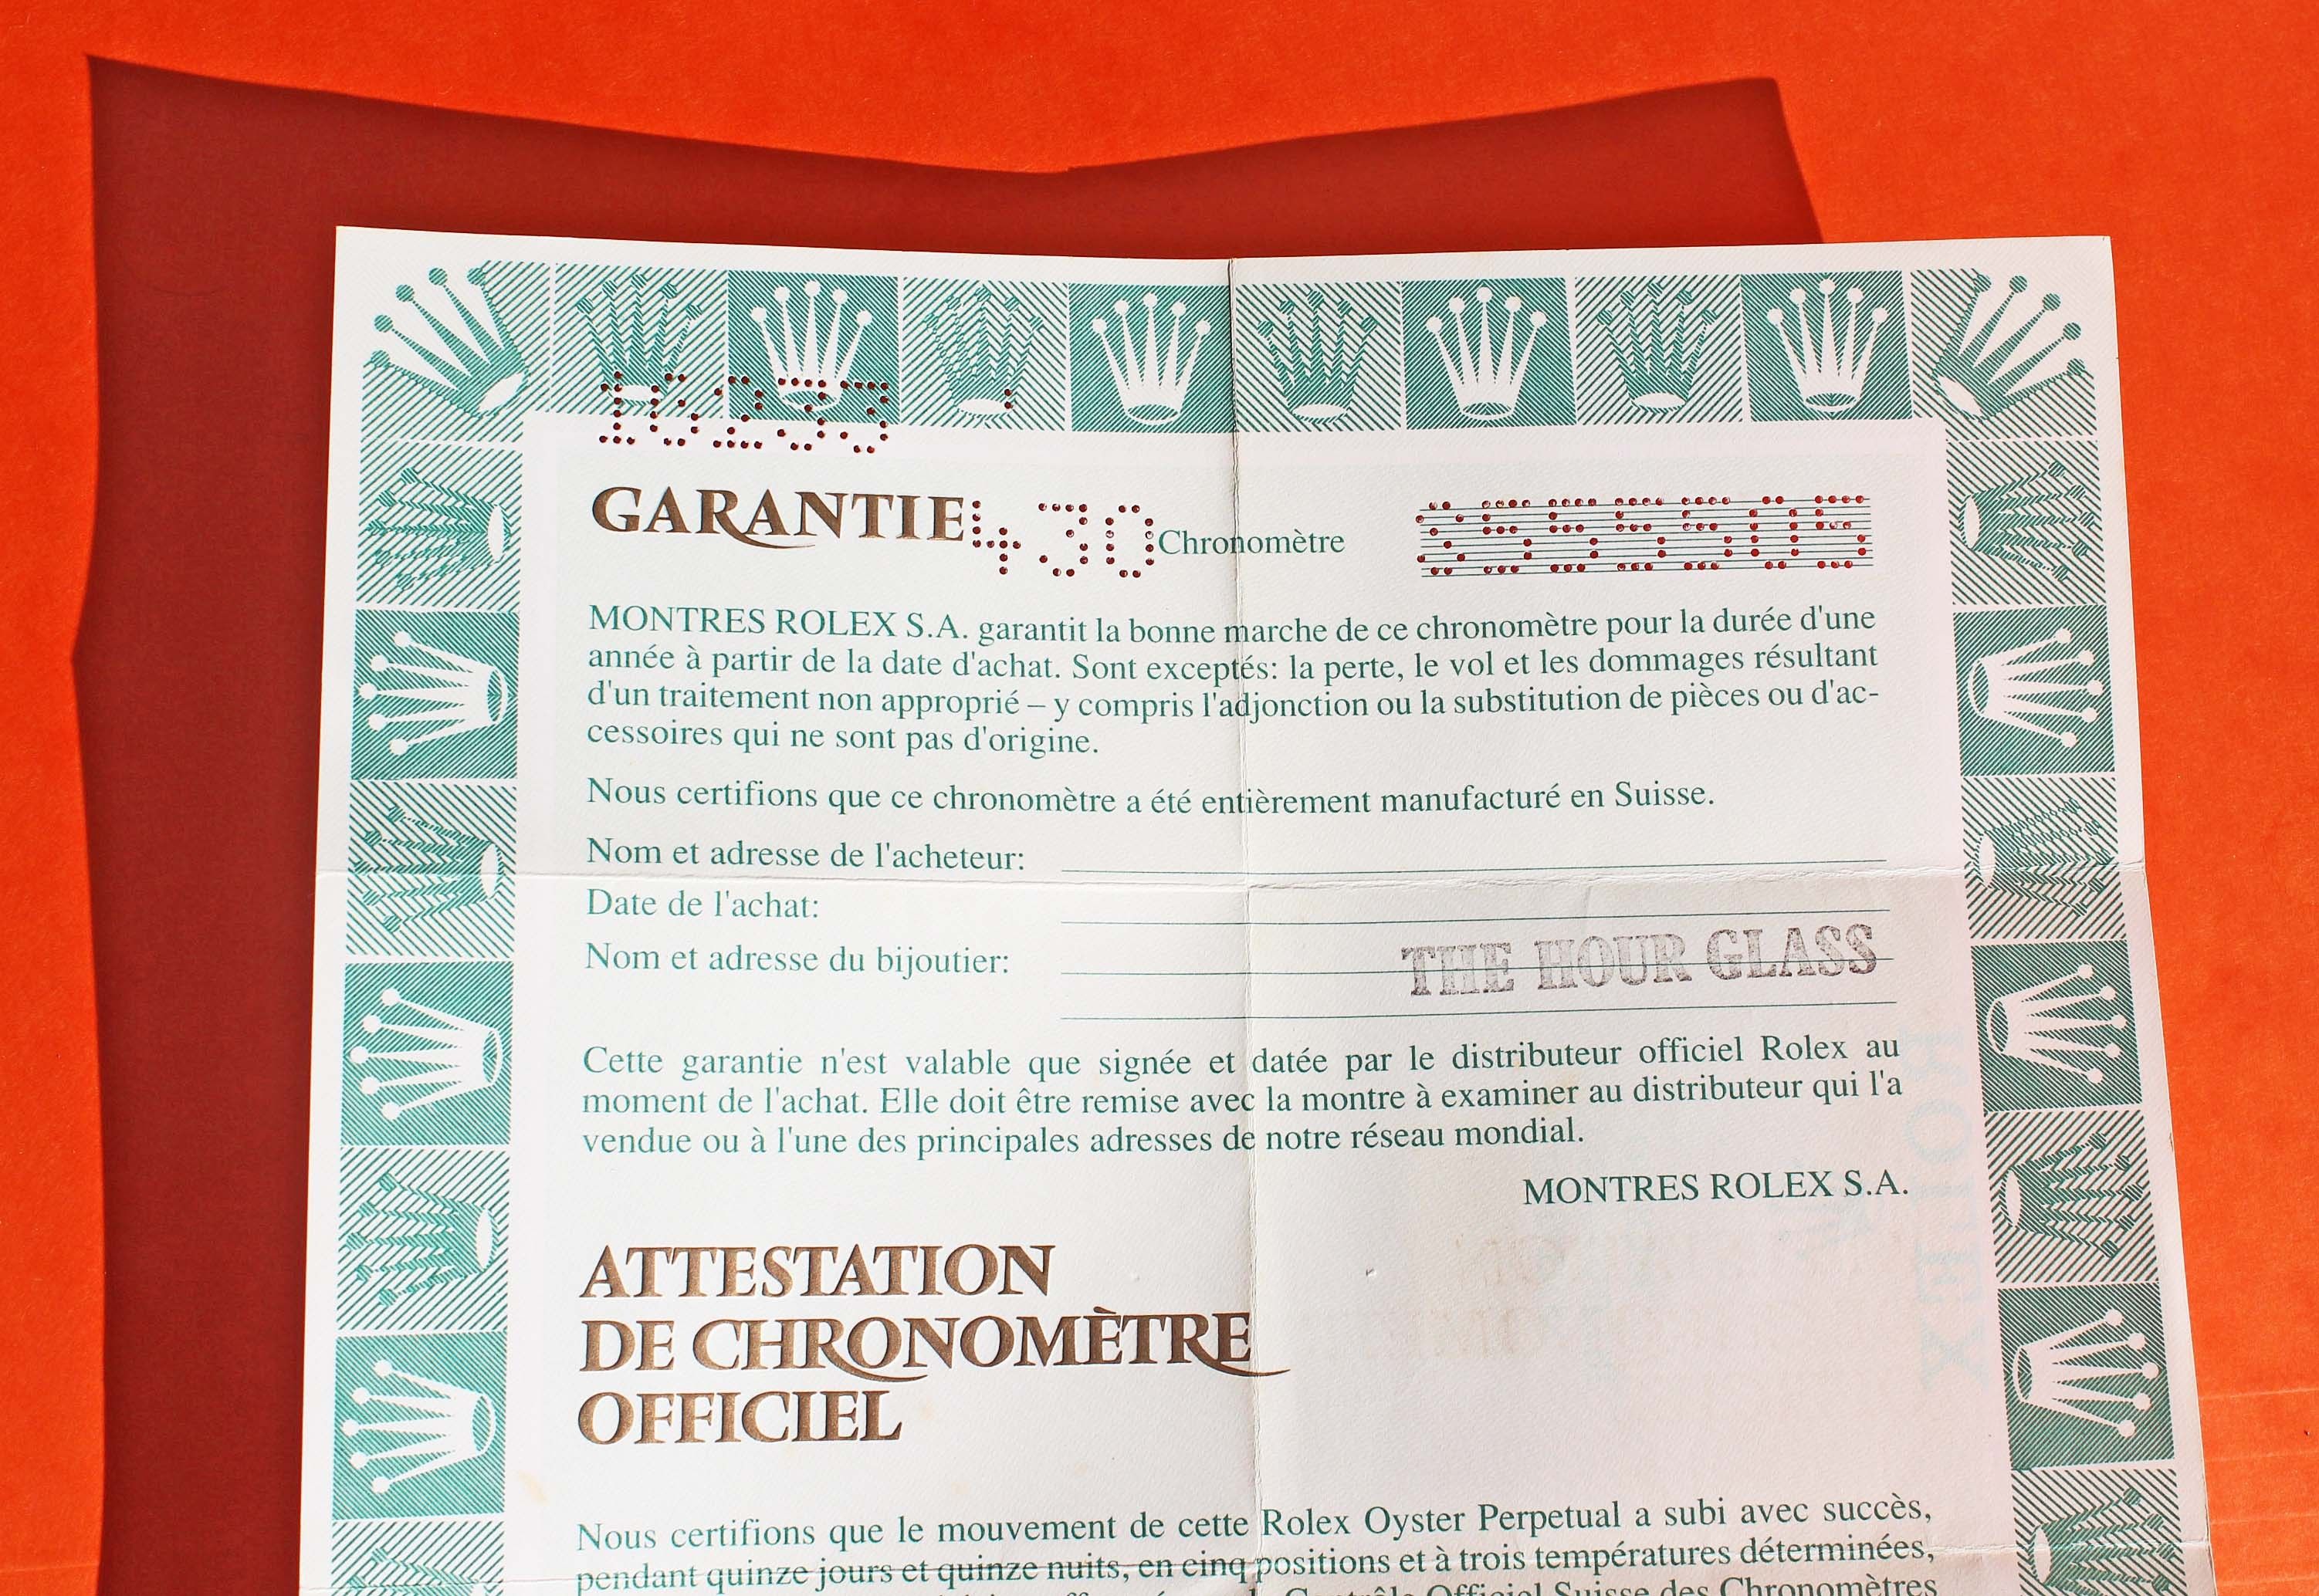 16233
GARANTIE 430 Chronomètre
MONTRES ROLEX S.A. garantit la bonne marche de ce chronomètre pour la durée d'une
année à partir de la date d'achat. Sont exceptés: la perte, le vol et les dommages résultant
d'un traitement non approprié – y compris l'adjonction ou la substitution de pièces ou d'ac-
cessoires qui ne sont pas d'origine.
Nous certifions que ce chronomètre a été entièrement manufacturé en Suisse.
Nom et adresse de l'acheteur:
Date de l'achat:
Nom et adresse du bijoutier: THE HOUR GLASS
Cette garantie n'est valable que signée et datée par le distributeur officiel Rolex au
moment de l'achat. Elle doit être remise avec la montre à examiner au distributeur qui l'a
vendue ou à l'une des principales adresses de notre réseau mondial.
MONTRES ROLEX S.A.
ATTESTATION
DE CHRONOMÈTRE
OFFICIEL
Nous certifions que le mouvement de cette Rolex Oyster Perpetual a subi avec succès,
pendant quinze jours et quinze nuits, en cinq positions et à trois températures déterminées,
Contrôle Officiel Suisse des Chronomètres